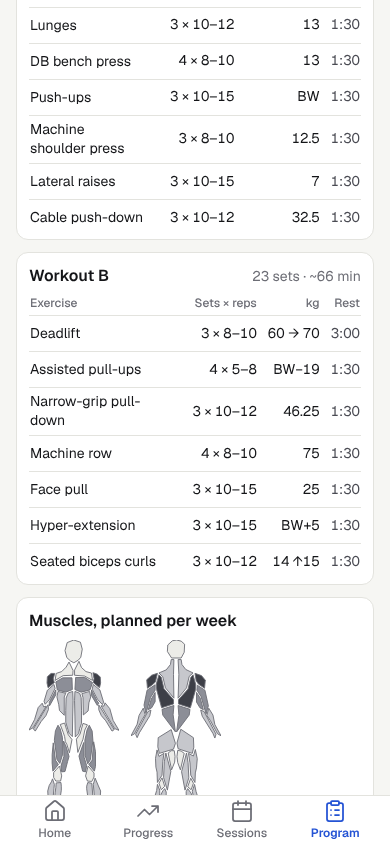 Lunges 3 × 10–12 13 1:30
DB bench press 4 × 8–10 13 1:30
Push-ups 3 × 10–15 BW 1:30
Machine
shoulder press 3 × 8–10 12.5 1:30
Lateral raises 3 × 10–15 7 1:30
Cable push-down 3 × 10–12 32.5 1:30
Workout B 23 sets · ~66 min
Exercise Sets × reps kg Rest
Deadlift 3 × 8–10 60 → 70 3:00
Assisted pull-ups 4 × 5–8 BW–19 1:30
Narrow-grip pull-
down 3 × 10–12 46.25 1:30
Machine row 4 × 8–10 75 1:30
Face pull 3 × 10–15 25 1:30
Hyper-extension 3 × 10–15 BW+5 1:30
Seated biceps curls 3 × 10–12 14 ↑15 1:30
Muscles, planned per week
Home Progress Sessions Program